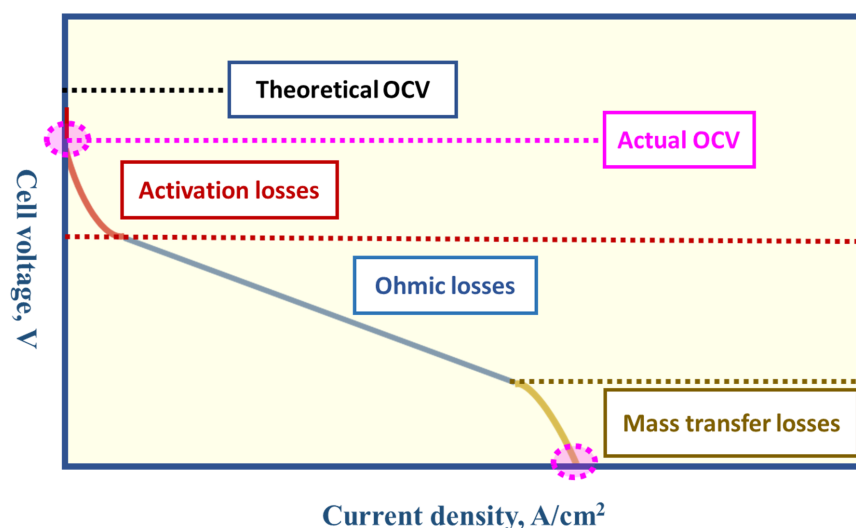 Theoretical OCV
Actual OCV
Activation losses
Cell voltage, V
Ohmic losses
Mass transfer losses
Current density, A/cm²